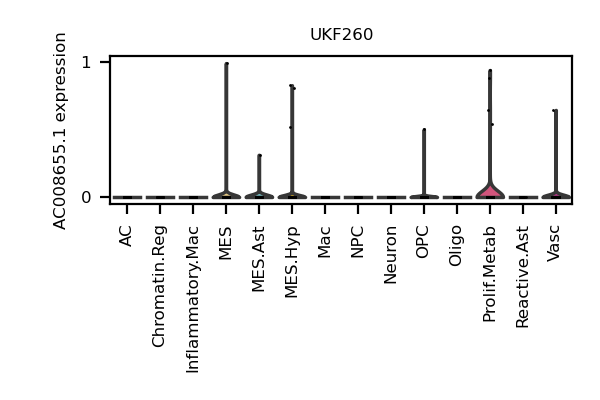 UKF260
AC008655.1 expression
1
0
AC
Chromatin.Reg
Inflammatory.Mac
MES
MES.Ast
MES.Hyp
Mac
NPC
Neuron
OPC
Oligo
Prolif.Metab
Reactive.Ast
Vasc